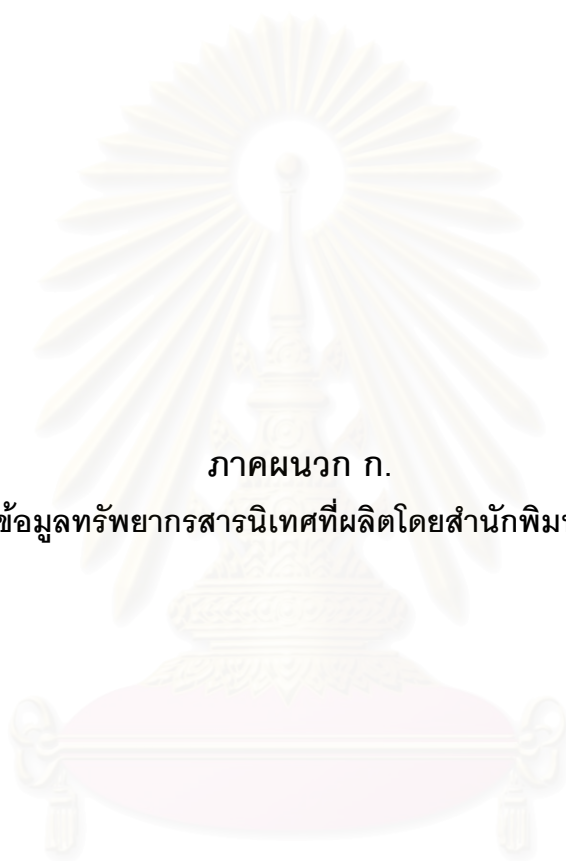 ภาคผนวก ก.
ข้อมูลทรัพยากรสารนิเทศที่ผลิตโดยสำนักพิม